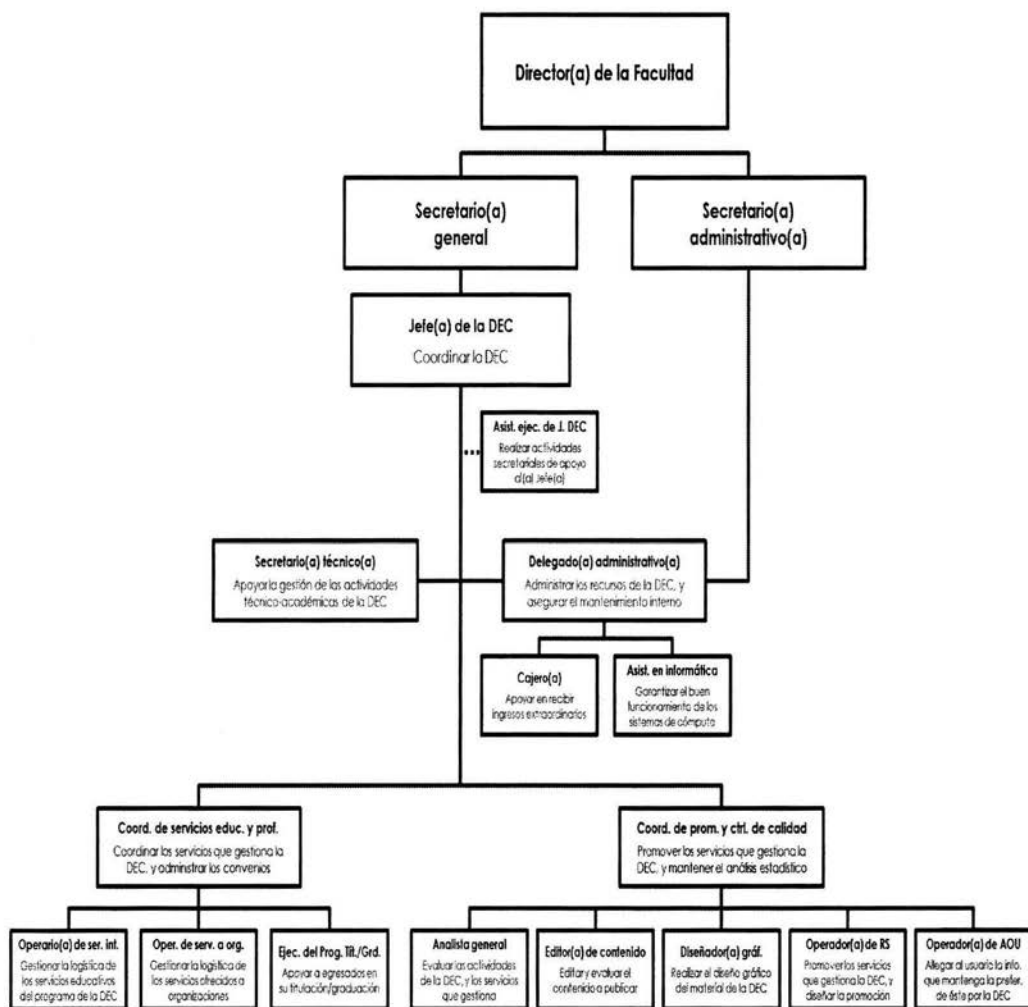 Director(a) de la Facultad
Secretario(a)
general
Secretario(a)
administrativo(a)
Jefe(a) de la DEC
Coordinar la DEC
Asist. ejec. de J. DEC
Realizar actividades
secretariales de apoyo
al(a) Jefe(a)
Secretario(a) técnico(a)
Apoyar la gestión de las actividades
técnico-académicas de la DEC
Delegado(a) administrativo(a)
Administrar los recursos de la DEC, y
asegurar el mantenimiento interno
Cajero(a)
Apoyar en recibir
ingresos extraordinarios
Asist. en informática
Garantizar el buen
funcionamiento de los
sistemas de cómputo
Coord. de servicios educ. y prof.
Coordinar los servicios que gestiona la
DEC, y administrar los convenios
Coord. de prom. y ctrl. de calidad
Promover los servicios que gestiona la
DEC, y mantener el análisis estadístico
Operario(a) de ser. int.
Gestionar la logística de
los servicios educativos
del programa de la DEC
Oper. de serv. a org.
Gestionar la logística de
los servicios ofrecidos a
organizaciones
Ejec. del Prog. Tit./Grd.
Apoyar a egresados en
su titulación/graduación
Analista general
Evaluar las actividades
de la DEC, y los servicios
que gestiona
Editor(a) de contenido
Editar y evaluar el
contenido a publicar
Diseñador(a) gráf.
Realizar el diseño gráfico
del material de la DEC
Operador(a) de RS
Promover los servicios
que gestiona la DEC, y
diseñar la promoción
Operador(a) de AOU
Allegar al usuario la info.
que mantenga la prefer.
de éste por la DEC